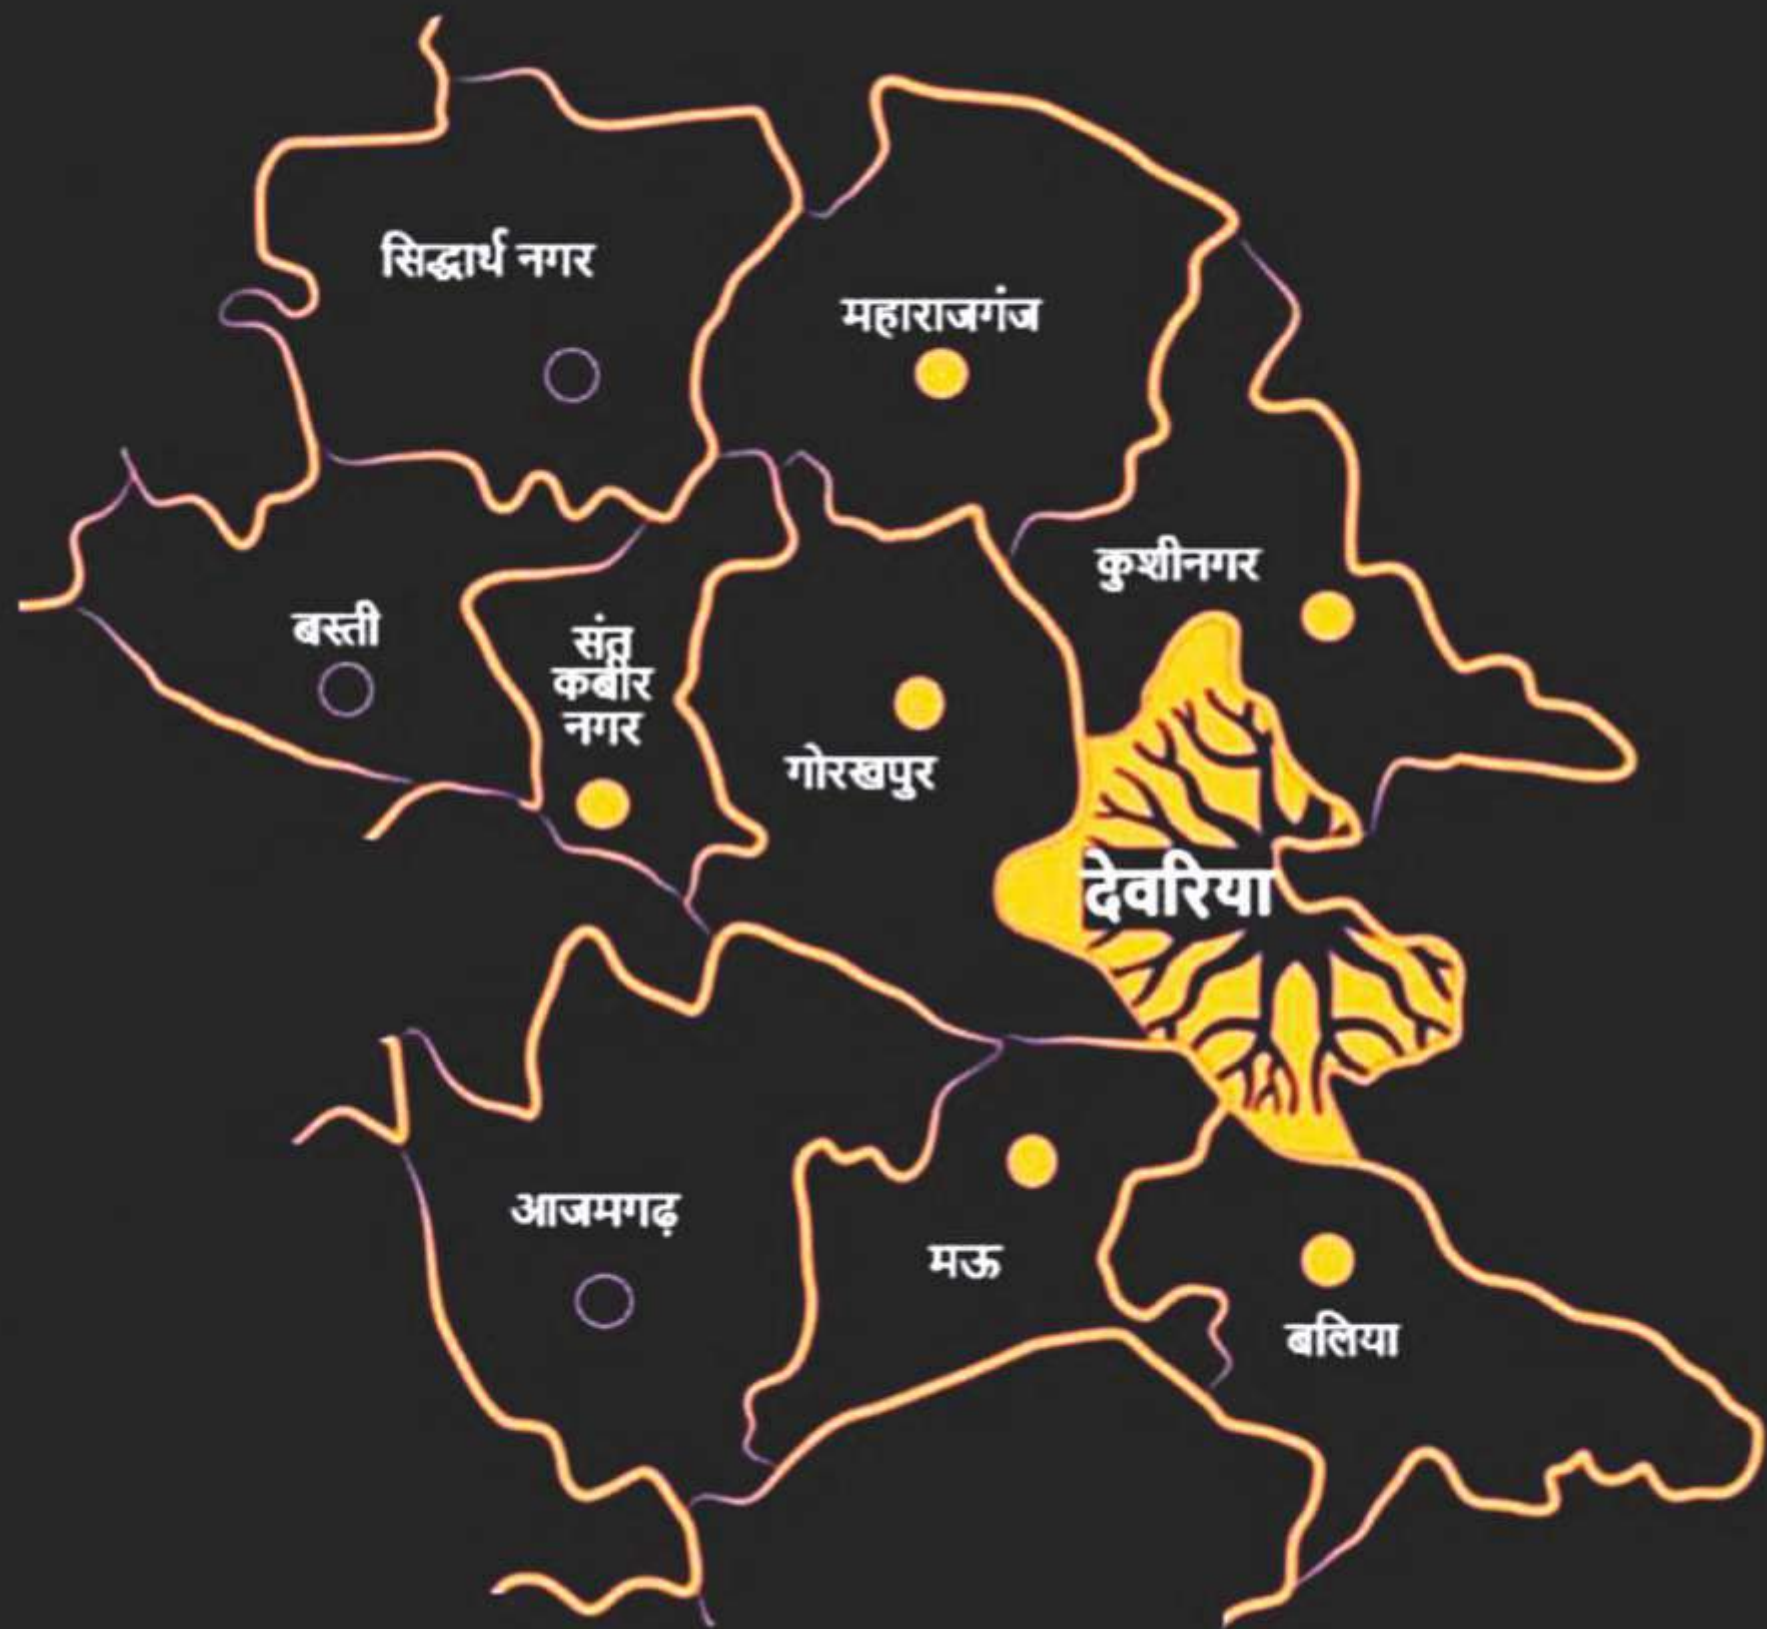 सिद्धार्थ नगर
महाराजगंज
कुशीनगर
बस्ती
संत
कबीर
नगर
गोरखपुर
देवरिया
आजमगढ़
मऊ
बलिया